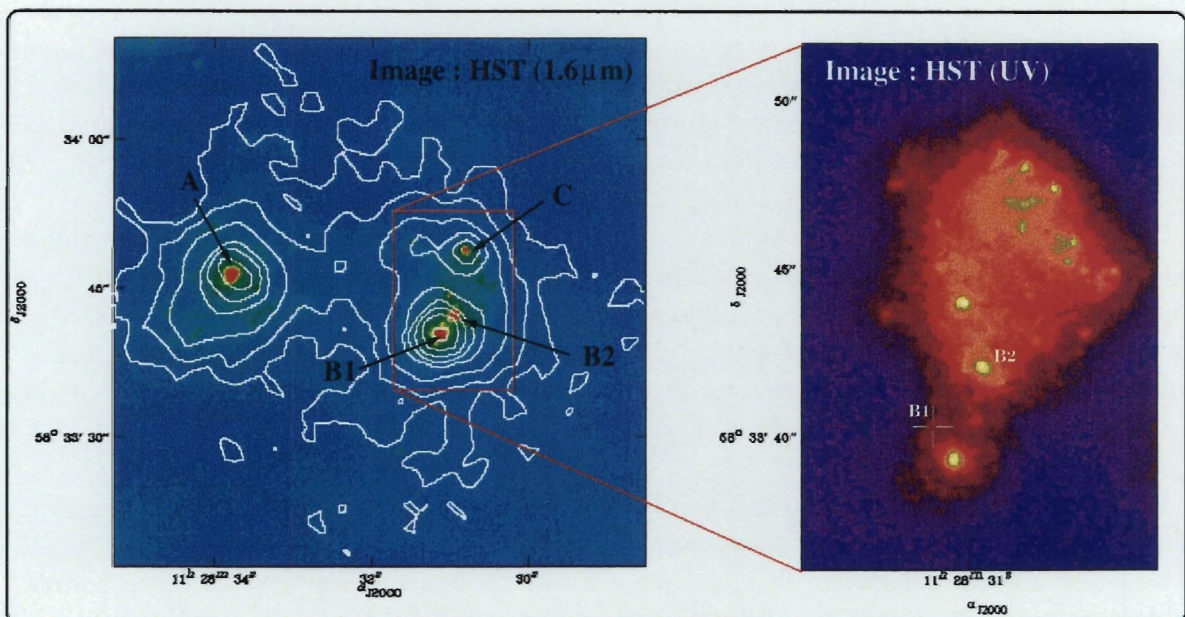 Image : HST (1.6μm)
A
C
B1
B2
34' 00"
45"
58° 33' 30"
δ J2000
11h 28m 34s
32s
30s
α J2000
Image : HST (UV)
B2
B1
50"
45"
58° 33' 40"
δ J2000
11h 28m 31s
α J2000